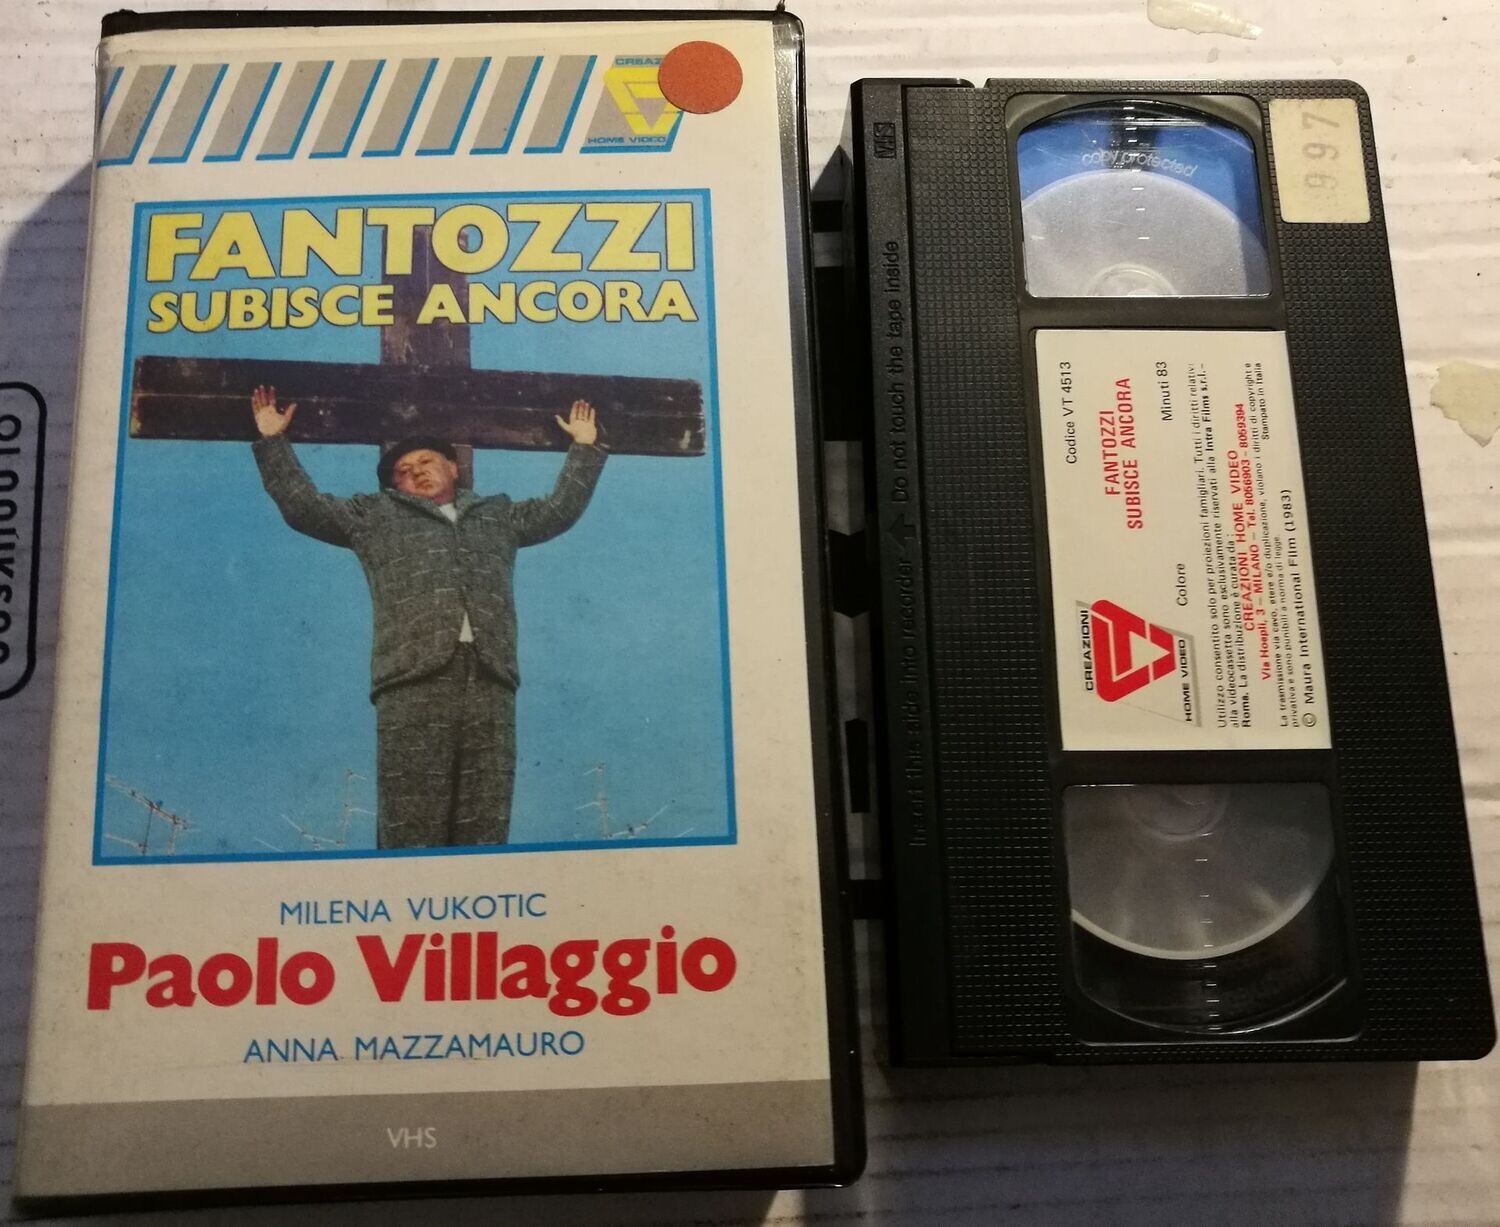 CREAZ
HOME VIDEO
FANTOZZI
SUBISCE ANCORA
MILENA VUKOTIC
Paolo Villaggio
ANNA MAZZAMAURO
VHS
VHS
Do not touch the tape inside
Insert this side into recorder
copy protected
997
Codice VT 4513
FANTOZZI
SUBISCE ANCORA
Minuti 83
Colore
CREAZIONI
HOME VIDEO
Utilizzo consentito solo per proiezioni famigliari. Tutti i diritti relativi
alla videocassetta sono esclusivamente riservati alla Intra Films s.r.l.-
Roma. La distribuzione è curata da:
CREAZIONI HOME VIDEO
Via Hoepli, 3 - MILANO - Tel. 8056903 - 8059394
La trasmissione via cavo, etere e/o duplicazione, violano i diritti di copyright e
privativa e sono punibili a norma di legge. Stampato in Italia
© Maura International Film (1983)